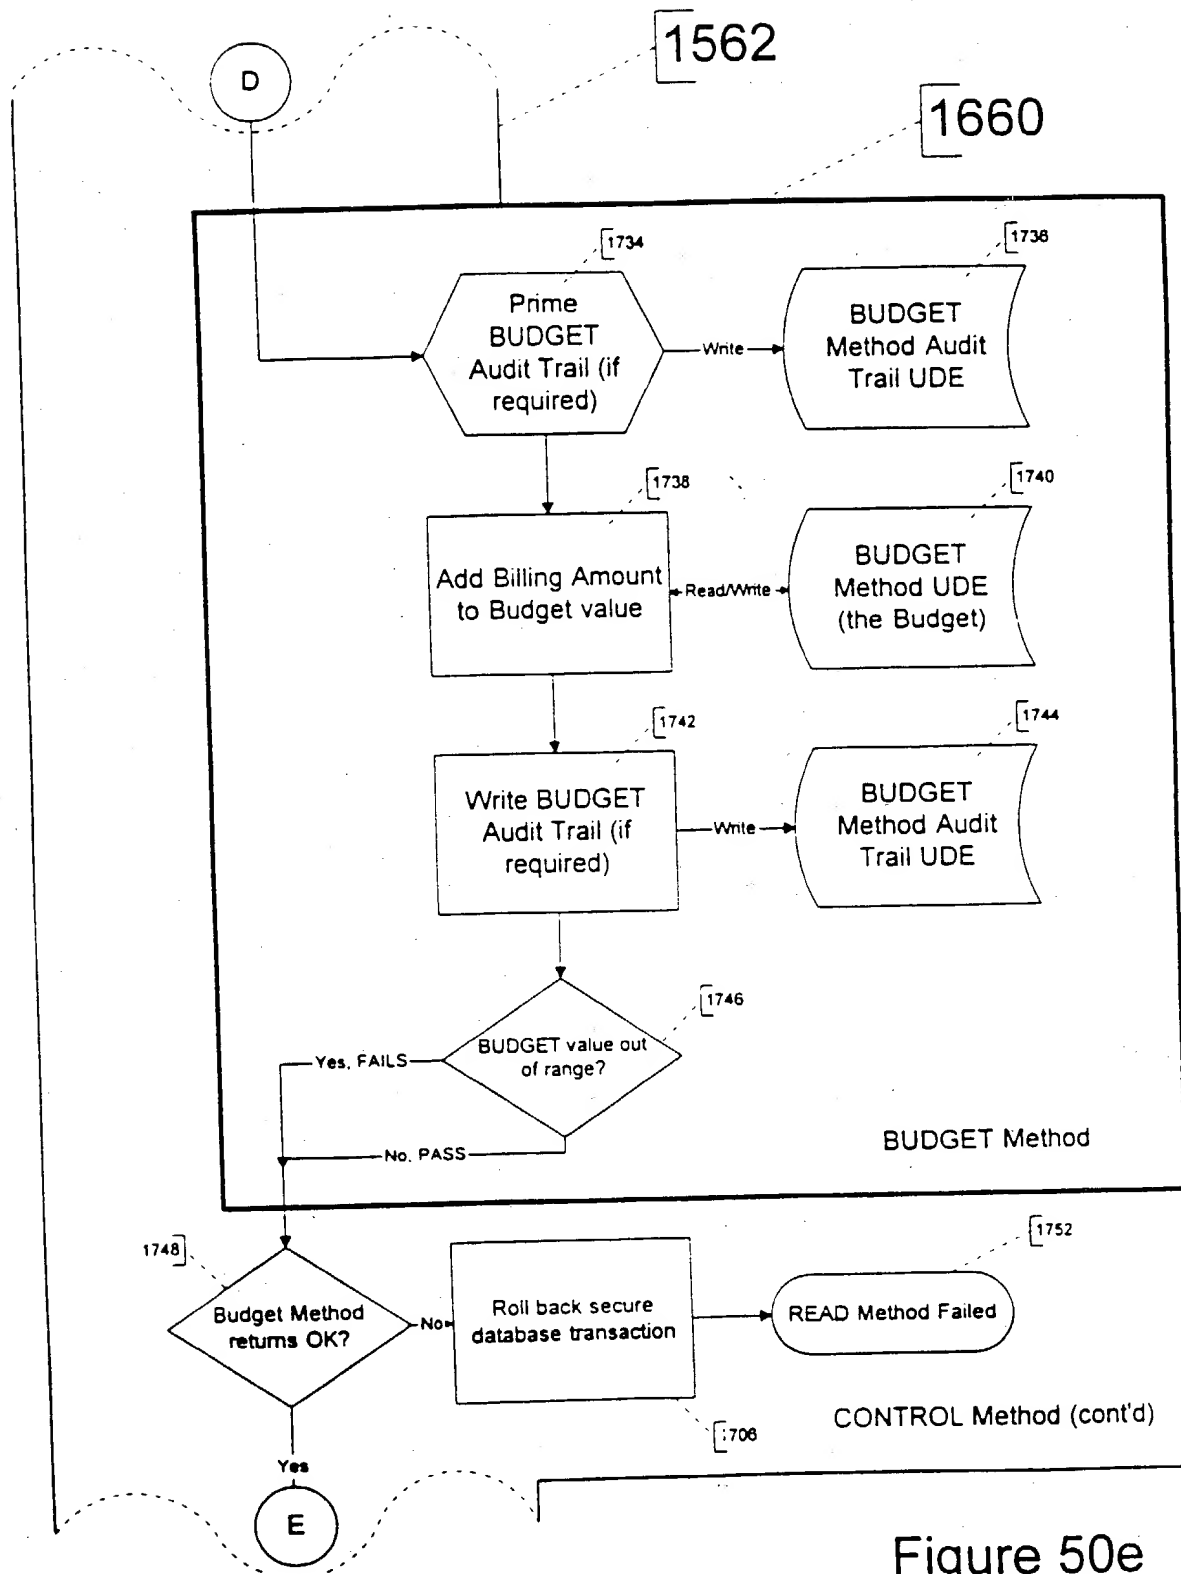 1562
D
1660
1734
1736
Prime
BUDGET
Audit Trail (if
required)
Write
BUDGET
Method Audit
Trail UDE
1738
1740
Add Billing Amount
to Budget value
Read/Write
BUDGET
Method UDE
(the Budget)
1742
1744
Write BUDGET
Audit Trail (if
required)
Write
BUDGET
Method Audit
Trail UDE
1746
BUDGET value out
of range?
Yes, FAILS
No, PASS
BUDGET Method
1748
1752
Budget Method
returns OK?
No
Roll back secure
database transaction
READ Method Failed
1706
CONTROL Method (cont'd)
Yes
E
Figure 50e